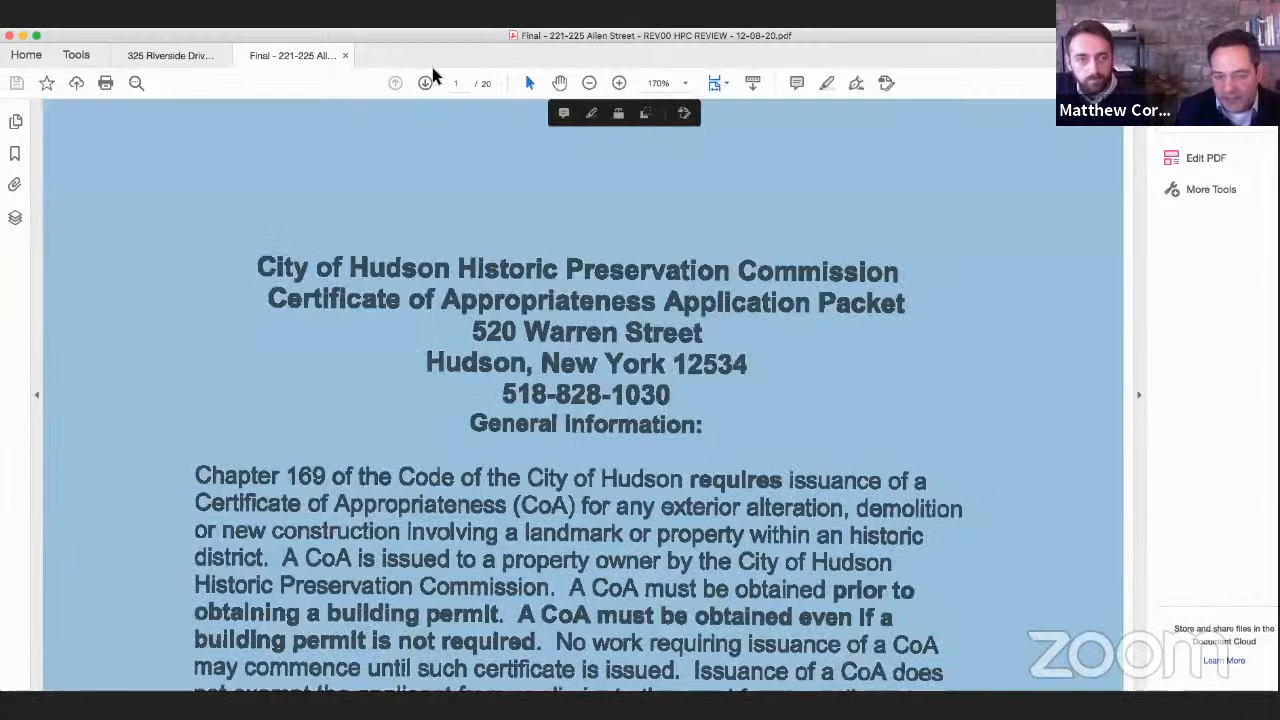 Final - 221-225 Allen Street - REV00 HPC REVIEW - 12-08-20.pdf
Home Tools 325 Riverside Driv... Final - 221-225 All... ×
1 / 20 170%
Matthew Cor...
Edit PDF
More Tools
City of Hudson Historic Preservation Commission
Certificate of Appropriateness Application Packet
520 Warren Street
Hudson, New York 12534
518-828-1030
General Information:
Chapter 169 of the Code of the City of Hudson requires issuance of a
Certificate of Appropriateness (CoA) for any exterior alteration, demolition
or new construction involving a landmark or property within an historic
district. A CoA is issued to a property owner by the City of Hudson
Historic Preservation Commission. A CoA must be obtained prior to
obtaining a building permit. A CoA must be obtained even if a
building permit is not required. No work requiring issuance of a CoA
may commence until such certificate is issued. Issuance of a CoA does
Store and share files in the
Document Cloud
Learn More
zoom